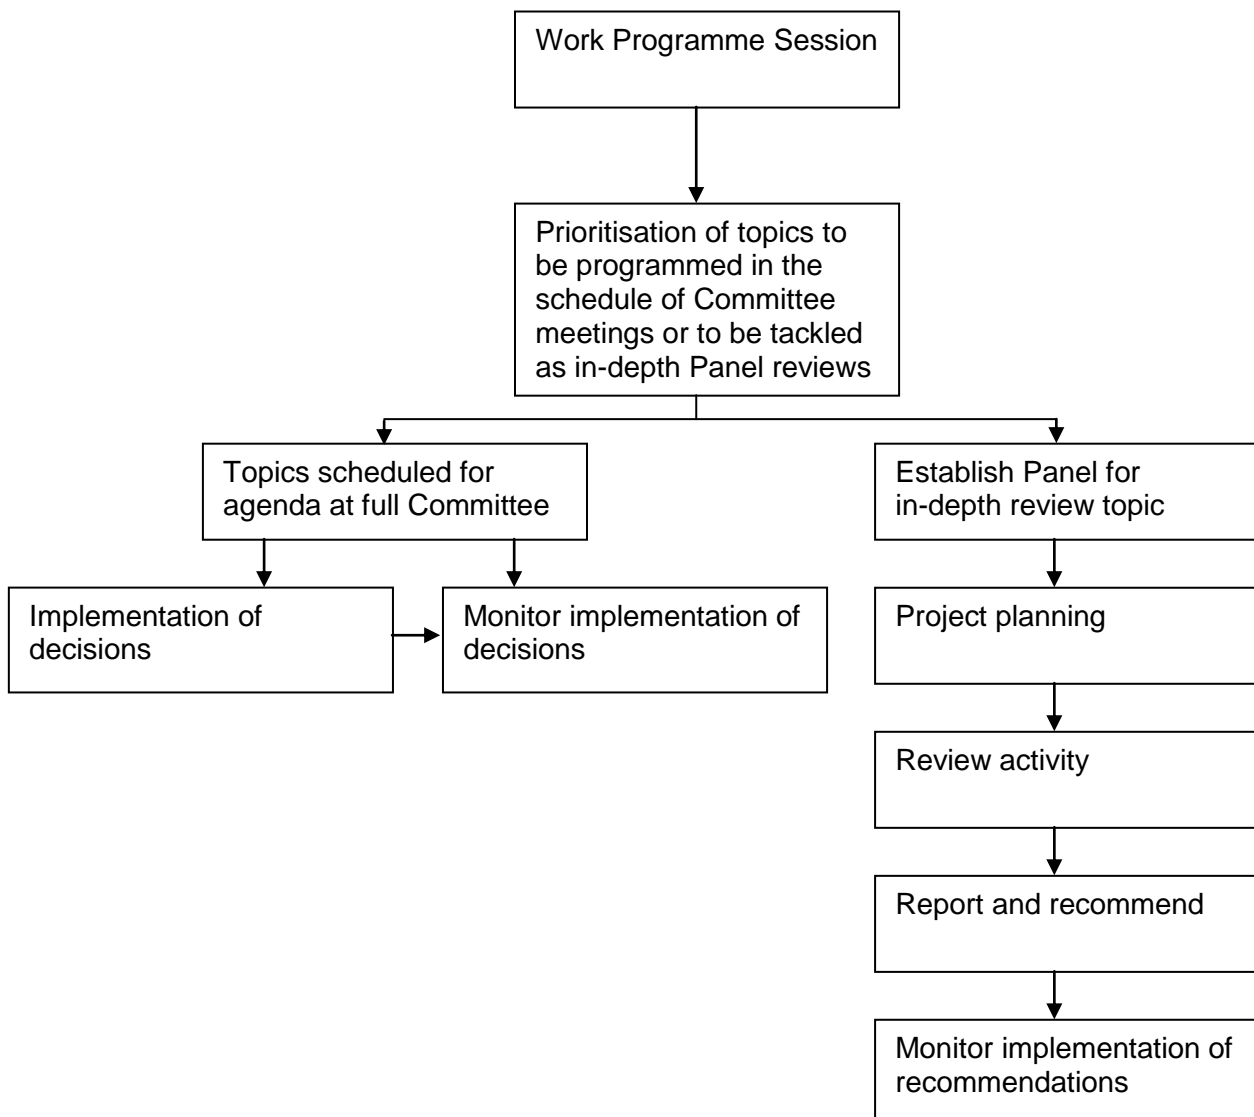 Work Programme Session
Prioritisation of topics to
be programmed in the
schedule of Committee
meetings or to be tackled
as in-depth Panel reviews
Topics scheduled for
agenda at full Committee
Establish Panel for
in-depth review topic
Implementation of
decisions
Monitor implementation of
decisions
Project planning
Review activity
Report and recommend
Monitor implementation of
recommendations